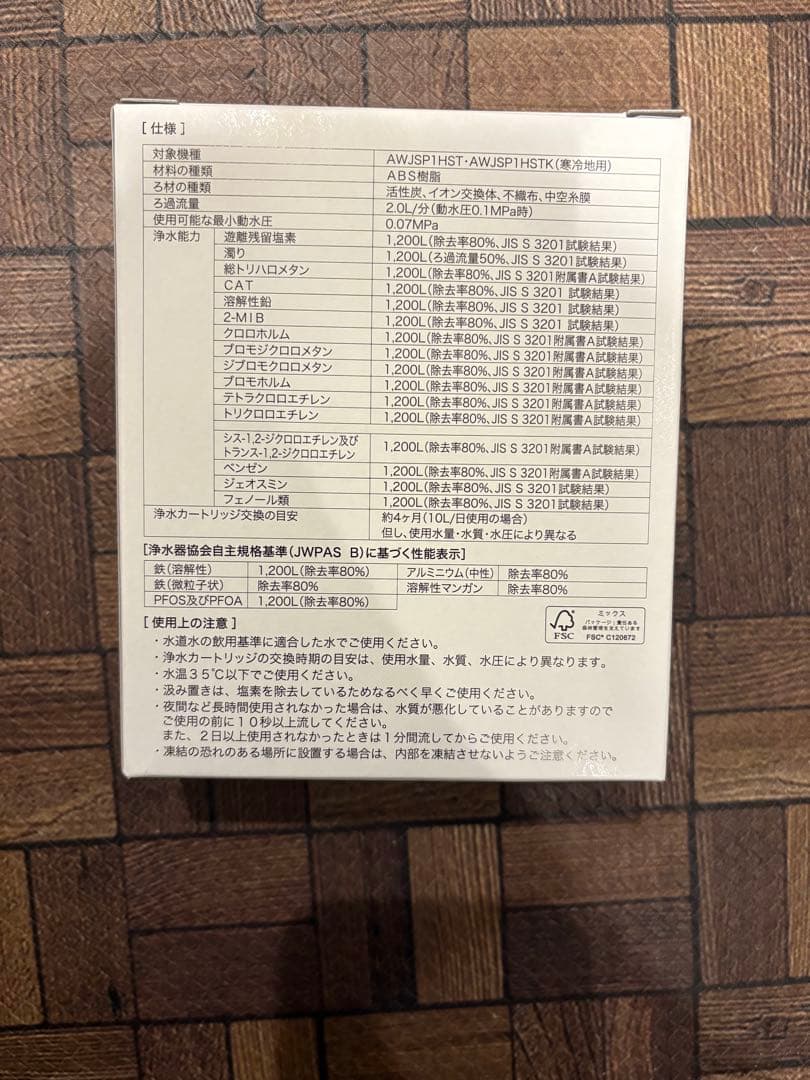 [ 仕様 ]
対象機種 AWJSP1HST・AWJSP1HSTK(寒冷地用)
材料の種類 ABS樹脂
ろ材の種類 活性炭、イオン交換体、不織布、中空糸膜
ろ過流量 2.0L/分(動水圧0.1MPa時)
使用可能な最小動水圧 0.07MPa
浄水能力 遊離残留塩素 1,200L(除去率80%、JIS S 3201試験結果)
濁り 1,200L(ろ過流量50%、JIS S 3201試験結果)
総トリハロメタン 1,200L(除去率80%、JIS S 3201附属書A試験結果)
CAT 1,200L(除去率80%、JIS S 3201 試験結果)
溶解性鉛 1,200L(除去率80%、JIS S 3201 試験結果)
2-MIB 1,200L(除去率80%、JIS S 3201 試験結果)
クロロホルム 1,200L(除去率80%、JIS S 3201附属書A試験結果)
ブロモジクロロメタン 1,200L(除去率80%、JIS S 3201附属書A試験結果)
ジブモクロロメタン 1,200L(除去率80%、JIS S 3201附属書A試験結果)
ブロモホルム 1,200L(除去率80%、JIS S 3201附属書A試験結果)
テトラクロロエチレン 1,200L(除去率80%、JIS S 3201附属書A試験結果)
トリクロロエチレン 1,200L(除去率80%、JIS S 3201附属書A試験結果)
シス-1,2-ジクロロエチレン及び
トランス-1,2-ジクロロエチレン 1,200L(除去率80%、JIS S 3201附属書A試験結果)
ベンゼン 1,200L(除去率80%、JIS S 3201附属書A試験結果)
ジェオスミン 1,200L(除去率80%、JIS S 3201試験結果)
フェノール類 1,200L(除去率80%、JIS S 3201試験結果)
浄水カートリッジ交換の目安 約4ヶ月(10L/日使用の場合)
但し、使用水量・水質・水圧により異なる
[浄水器協会自主規格基準(JWPAS B)に基づく性能表示]
鉄(溶解性) 1,200L(除去率80%) アルミニウム(中性) 除去率80%
鉄(微粒子状) 除去率80% 溶解性マンガン 除去率80%
PFOS及びPFOA 1,200L(除去率80%)
FSC
ミックス
パッケージ|責任ある
森林管理を支えています
FSC® C120672
[ 使用上の注意 ]
・水道水の飲用基準に適合した水でご使用ください。
・浄水カートリッジの交換時期の目安は、使用水量、水質、水圧により異なります。
・水温35℃以下でご使用ください。
・汲み置きは、塩素を除去しているためなるべく早くご使用ください。
・夜間など長時間使用されなかった場合は、水質が悪化していることがありますので
ご使用の前に10秒以上流してください。
また、2日以上使用されなかったときは1分間流してからご使用ください。
・凍結の恐れのある場所に設置する場合は、内部を凍結させないようご注意ください。